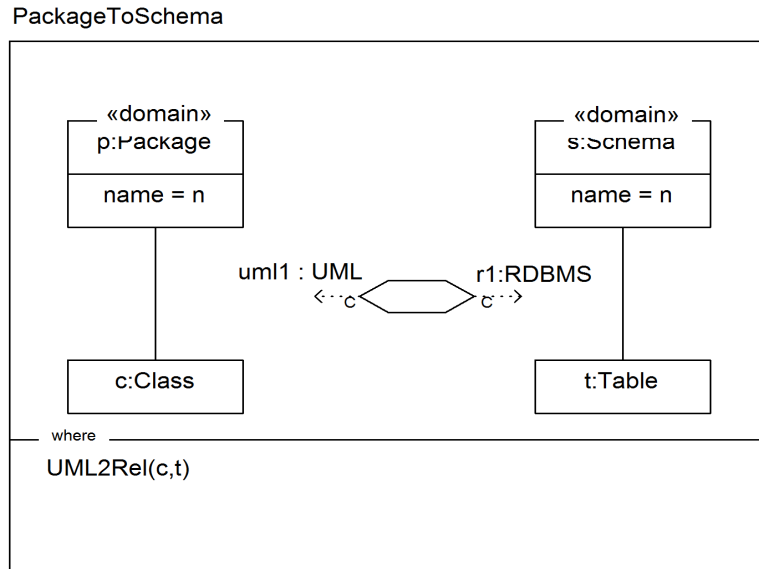 PackageToSchema
«domain»
p:Package
name = n
«domain»
s:Schema
name = n
uml1 : UML
r1:RDBMS
C
C
c:Class
t:Table
where
UML2Rel(c,t)